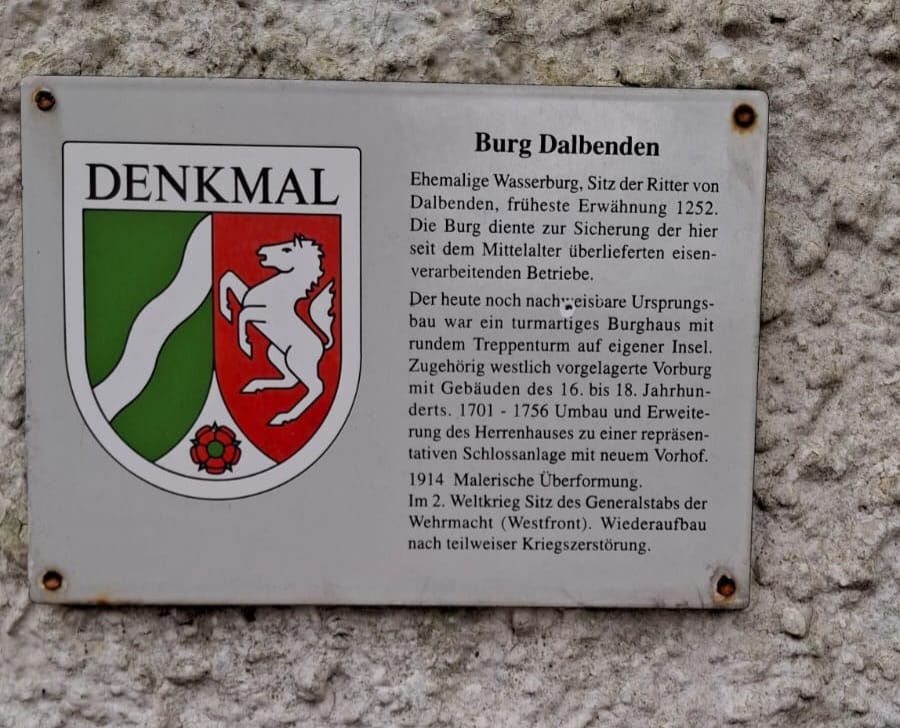 DENKMAL
Burg Dalbenden
Ehemalige Wasserburg, Sitz der Ritter von
Dalbenden, früheste Erwähnung 1252.
Die Burg diente zur Sicherung der hier
seit dem Mittelalter überlieferten eisen-
verarbeitenden Betriebe.
Der heute noch nachweisbare Ursprungs-
bau war ein turmartiges Burghaus mit
rundem Treppenturm auf eigener Insel.
Zugehörig westlich vorgelagerte Vorburg
mit Gebäuden des 16. bis 18. Jahrhun-
derts. 1701 - 1756 Umbau und Erweite-
rung des Herrenhauses zu einer repräsen-
tativen Schlossanlage mit neuem Vorhof.
1914 Malerische Überformung.
Im 2. Weltkrieg Sitz des Generalstabs der
Wehrmacht (Westfront). Wiederaufbau
nach teilweiser Kriegszerstörung.